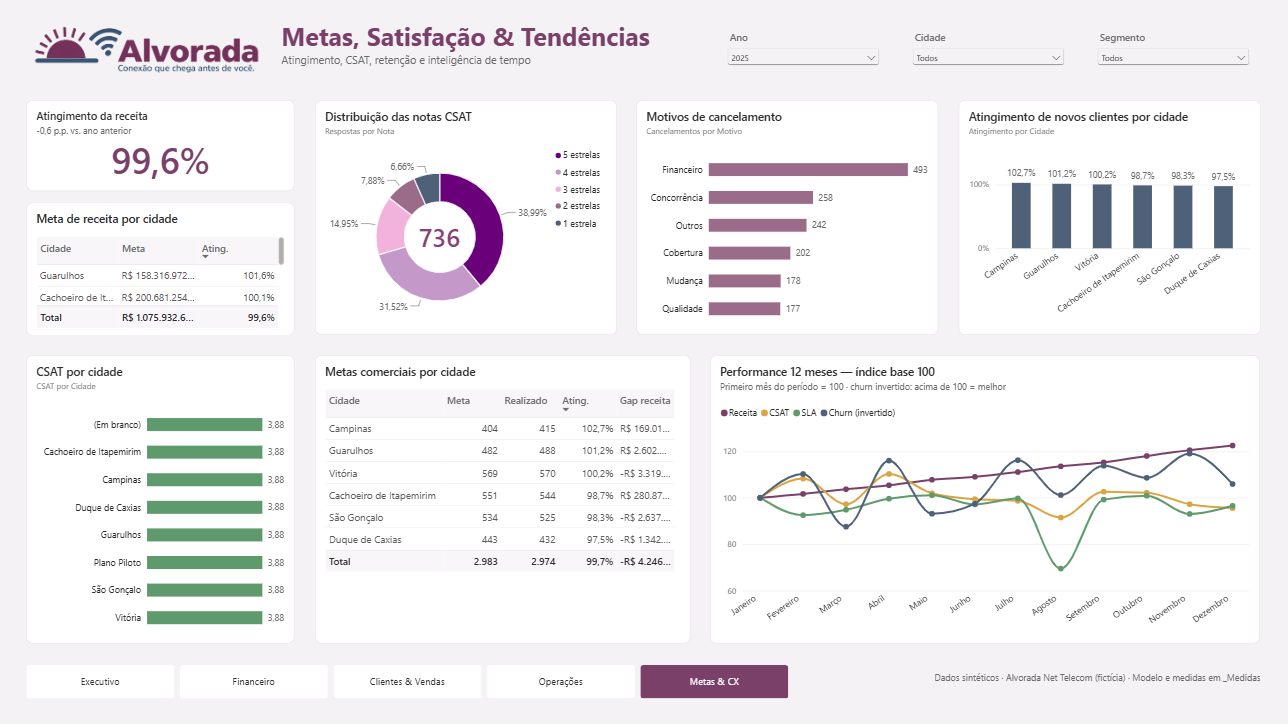 Alvorada
Conexão que chega antes de você.
Metas, Satisfação & Tendências
Atingimento, CSAT, retenção e inteligência de tempo
Ano
2025
Cidade
Todos
Segmento
Todos
Atingimento da receita
-0,6 p.p. vs. ano anterior
99,6%
Meta de receita por cidade
Cidade Meta Ating.
Guarulhos R$ 158.316.972... 101,6%
Cachoeiro de It... R$ 200.681.254... 100,1%
Total R$ 1.075.932.6... 99,6%
Distribuição das notas CSAT
Respostas por Nota
5 estrelas
4 estrelas
3 estrelas
2 estrelas
1 estrela
6,66%
7,88%
14,95%
38,99%
31,52%
736
Motivos de cancelamento
Cancelamentos por Motivo
Financeiro 493
Concorrência 258
Outros 242
Cobertura 202
Mudança 178
Qualidade 177
Atingimento de novos clientes por cidade
Atingimento por Cidade
102,7% 101,2% 100,2% 98,7% 98,3% 97,5%
100%
0%
Campinas Guarulhos Vitória Cachoeiro de Itapemirim São Gonçalo Duque de Caxias
CSAT por cidade
CSAT por Cidade
(Em branco) 3,88
Cachoeiro de Itapemirim 3,88
Campinas 3,88
Duque de Caxias 3,88
Guarulhos 3,88
Plano Piloto 3,88
São Gonçalo 3,88
Vitória 3,88
Metas comerciais por cidade
Cidade Meta Realizado Ating. Gap receita
Campinas 404 415 102,7% R$ 169.01...
Guarulhos 482 488 101,2% R$ 2.602....
Vitória 569 570 100,2% -R$ 3.319....
Cachoeiro de Itapemirim 551 544 98,7% R$ 280.87...
São Gonçalo 534 525 98,3% -R$ 2.637....
Duque de Caxias 443 432 97,5% -R$ 1.342....
Total 2.983 2.974 99,7% -R$ 4.246....
Performance 12 meses — índice base 100
Primeiro mês do período = 100 · churn invertido: acima de 100 = melhor
Receita CSAT SLA Churn (invertido)
120
100
80
60
Janeiro Fevereiro Março Abril Maio Junho Julho Agosto Setembro Outubro Novembro Dezembro
Executivo
Financeiro
Clientes & Vendas
Operações
Metas & CX
Dados sintéticos · Alvorada Net Telecom (fictícia) · Modelo e medidas em _Medidas